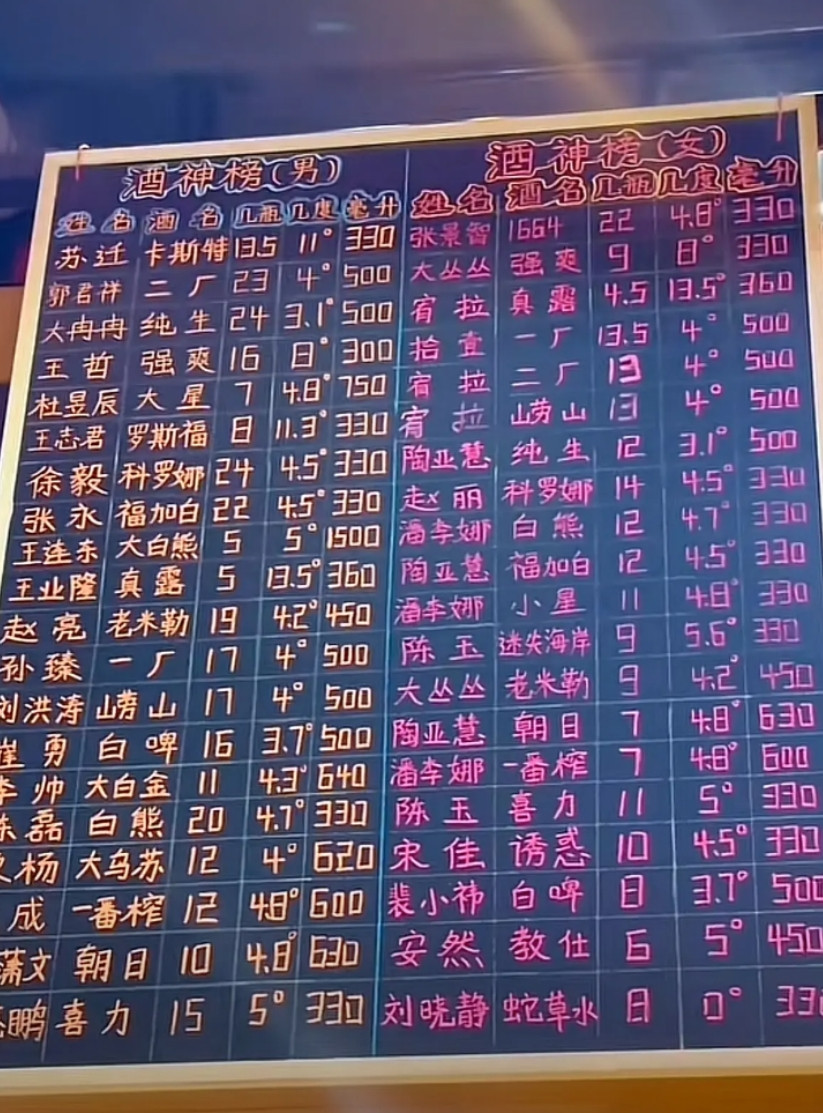 酒神榜(男)
姓名 酒名 几瓶 几度 毫升
苏迁 卡斯特 13.5 11° 330
郭君祥 二厂 23 4° 500
大冉冉 纯生 24 3.1° 500
王哲 强爽 16 8° 300
杜昱辰 大星 7 4.8° 750
王志君 罗斯福 8 11.3° 330
徐毅 科罗娜 24 4.5° 330
张永 福加白 22 4.5° 330
王连东 大白熊 5 5° 1500
王业隆 真露 5 13.5° 360
赵亮 老米勒 19 4.2° 450
孙臻 一厂 17 4° 500
刘洪涛 崂山 17 4° 500
崔勇 白啤 16 3.7° 500
李帅 大白金 11 4.3° 640
陈磊 白熊 20 4.7° 330
杨 大乌苏 12 4° 620
成 一番榨 12 4.8° 600
文 朝日 10 4.8° 630
鹏 喜力 15 5° 330
酒神榜(女)
姓名 酒名 几瓶 几度 毫升
张景智 1664 22 4.8° 330
大丛丛 强爽 9 8° 330
宥拉 真露 4.5 13.5° 360
拾壹 一厂 13.5 4° 500
宥拉 二厂 13 4° 500
宥拉 崂山 13 4° 500
陶亚慧 纯生 12 3.1° 500
赵丽 科罗娜 14 4.5° 330
潘李娜 白熊 12 4.7° 330
陶亚慧 福加白 12 4.5° 330
潘李娜 小星 11 4.8° 330
陈玉 迷失海岸 9 5.6° 330
大丛丛 老米勒 9 4.2° 450
陶亚慧 朝日 7 4.8° 630
潘李娜 一番榨 7 4.8° 600
陈玉 喜力 11 5° 330
宋佳 诱惑 10 4.5° 330
裴小祎 白啤 8 3.7° 500
安然 教仕 6 5° 450
刘晓静 蛇草水 8 0° 330